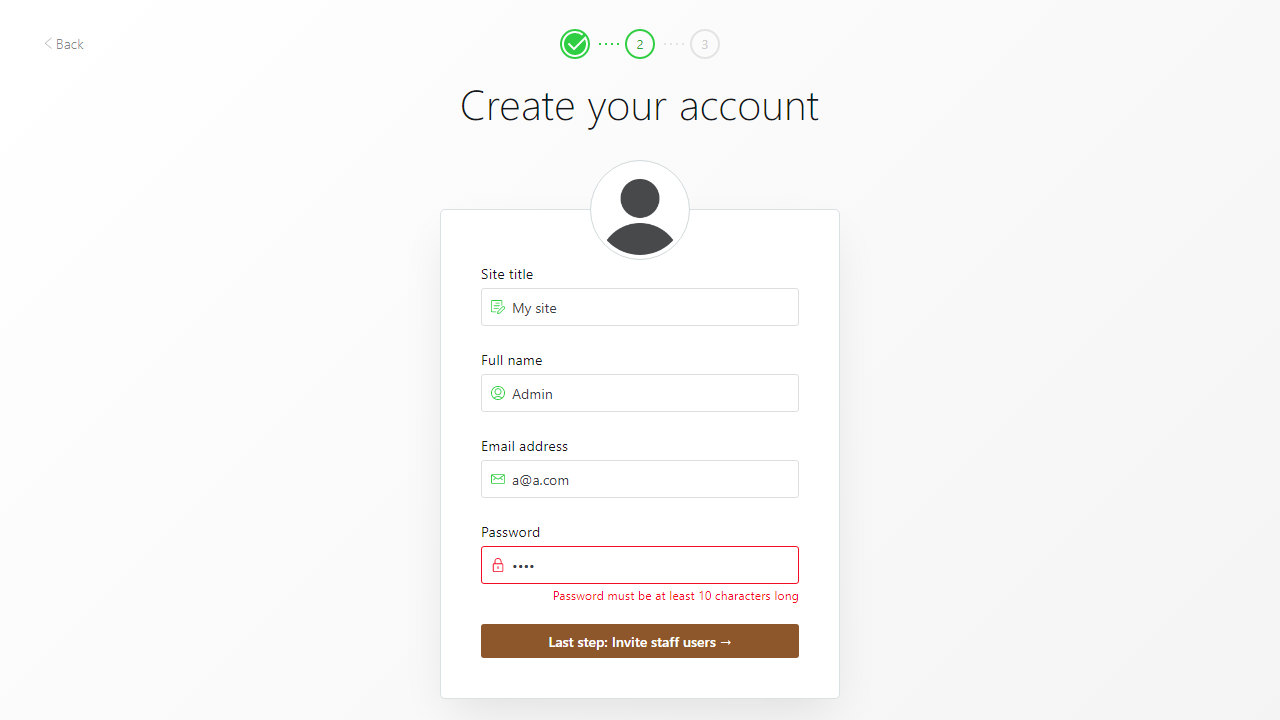 Back
2
3
Create your account
Site title
My site
Full name
Admin
Email address
a@a.com
Password
••••
Password must be at least 10 characters long
Last step: Invite staff users →